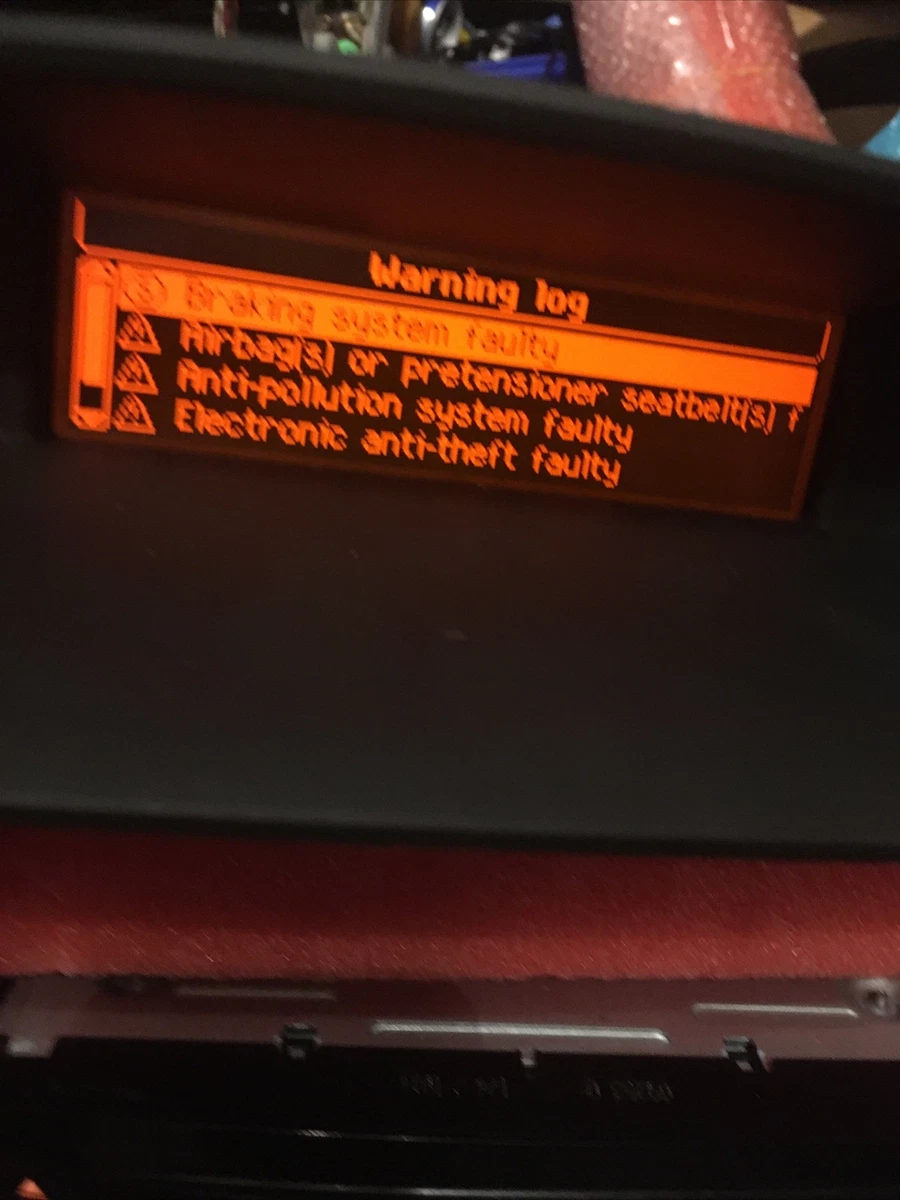 Warning log
Braking system faulty
Airbag(s) or pretensioner seatbelt(s) f
Anti-pollution system faulty
Electronic anti-theft faulty